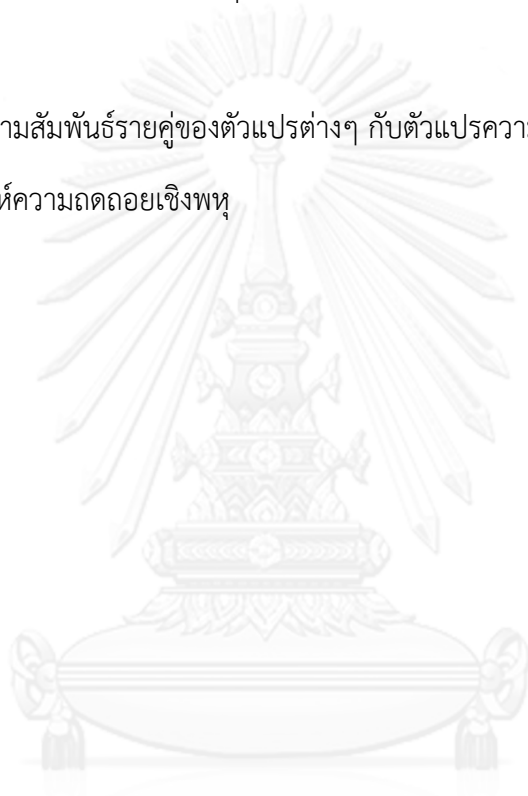 ามสัมพันธ์รายคู่ของตัวแปรต่างๆ กับตัวแปรควา
ห์ความถดถอยเชิงพหุ